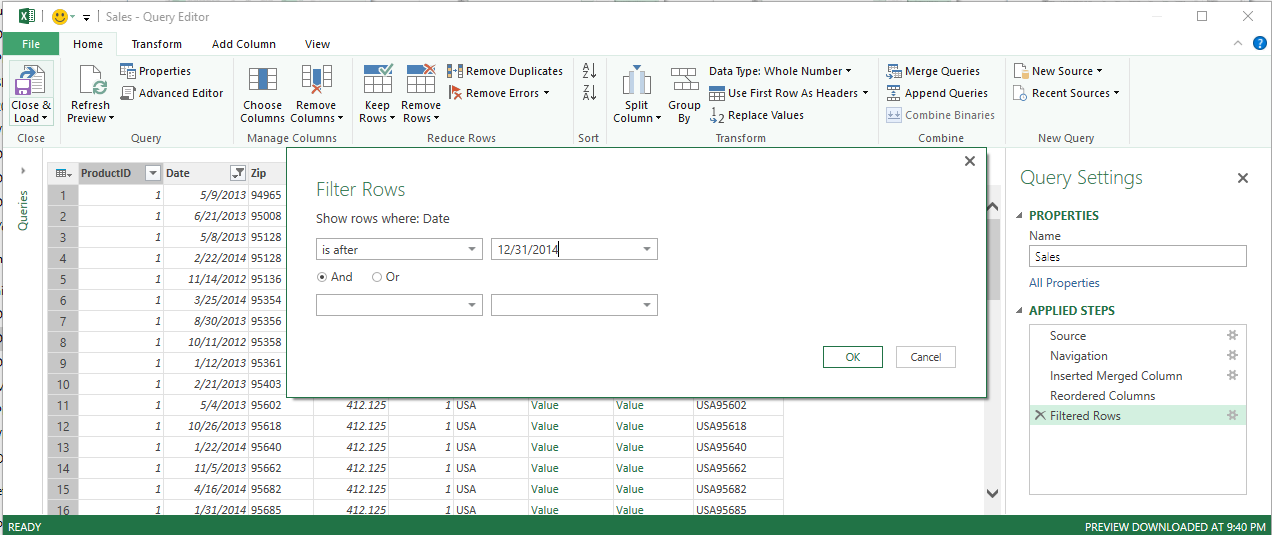 Sales - Query Editor
File Home Transform Add Column View
Close & Load
Refresh Preview
Properties
Advanced Editor
Choose Columns
Remove Columns
Keep Rows
Remove Rows
Remove Duplicates
Remove Errors
Split Column
Group By
Data Type: Whole Number
Use First Row As Headers
Replace Values
Merge Queries
Append Queries
Combine Binaries
New Source
Recent Sources
Close Query Manage Columns Reduce Rows Sort Transform Combine New Query
Queries
ProductID Date Zip
1 1 5/9/2013 94965
2 1 6/21/2013 95008
3 1 5/8/2013 95128
4 1 2/22/2014 95128
5 1 11/14/2012 95136
6 1 3/25/2014 95354
7 1 8/30/2013 95356
8 1 10/11/2012 95358
9 1 1/12/2013 95361
10 1 2/21/2013 95403
11 1 5/4/2013 95602 412.125 1 USA Value Value USA95602
12 1 10/26/2013 95618 412.125 1 USA Value Value USA95618
13 1 1/22/2014 95640 412.125 1 USA Value Value USA95640
14 1 11/5/2013 95662 412.125 1 USA Value Value USA95662
15 1 4/16/2014 95682 412.125 1 USA Value Value USA95682
16 1 1/31/2014 95685 412.125 1 USA Value Value USA95685
Filter Rows
Show rows where: Date
is after 12/31/2014
And Or
OK Cancel
Query Settings
PROPERTIES
Name
Sales
All Properties
APPLIED STEPS
Source
Navigation
Inserted Merged Column
Reordered Columns
Filtered Rows
READY PREVIEW DOWNLOADED AT 9:40 PM